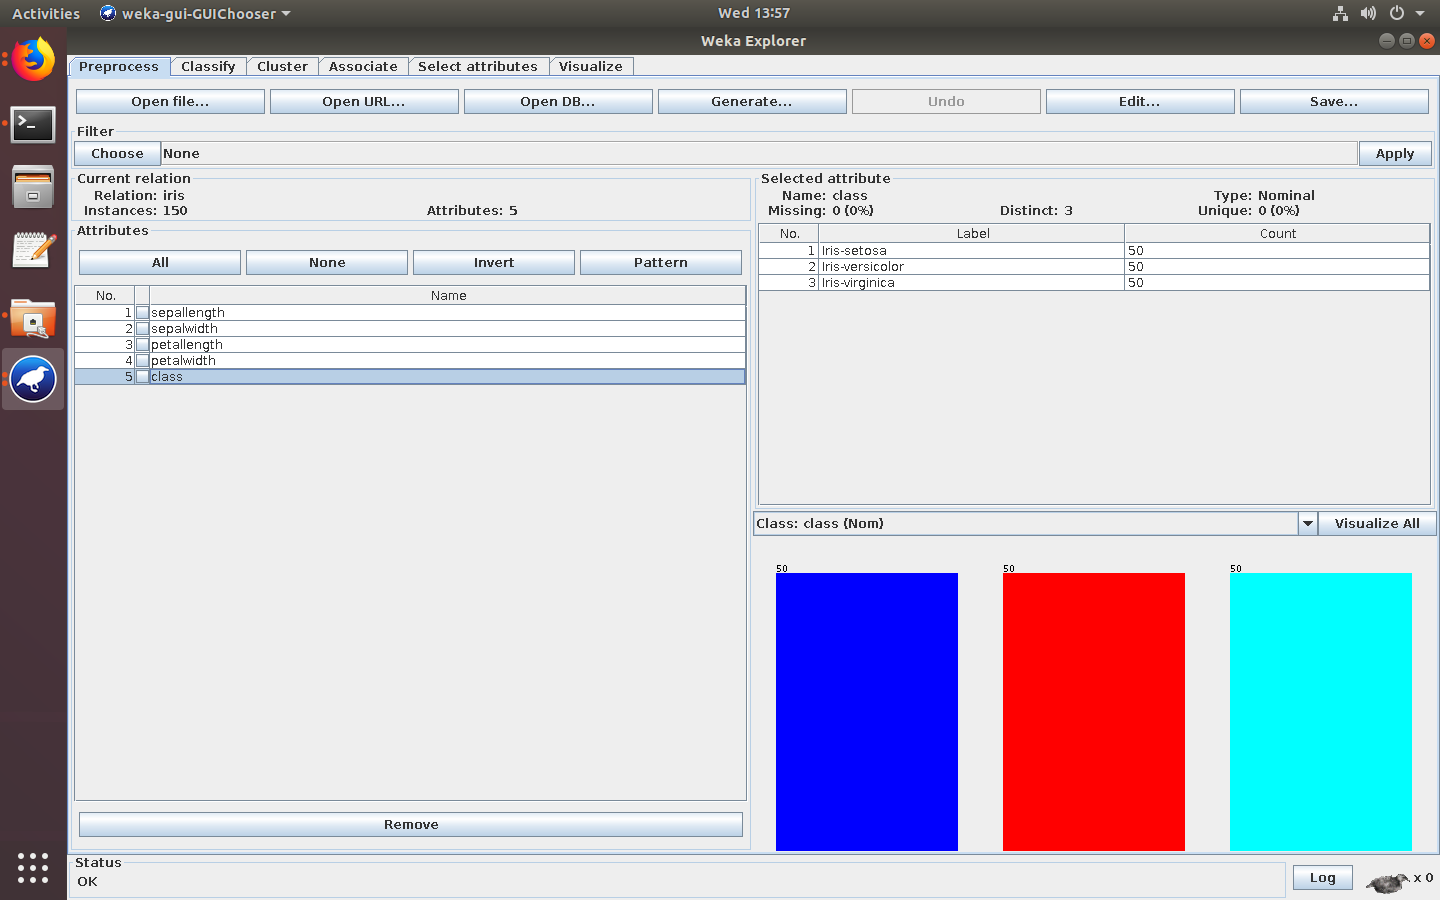 Activities weka-gui-GUIChooser Wed 13:57
Weka Explorer
Preprocess Classify Cluster Associate Select attributes Visualize
Open file... Open URL... Open DB... Generate... Undo Edit... Save...
Filter
Choose None Apply
Current relation
Relation: iris
Instances: 150 Attributes: 5
Attributes
All None Invert Pattern
No. Name
1 sepallength
2 sepalwidth
3 petallength
4 petalwidth
5 class
Remove
Selected attribute
Name: class Type: Nominal
Missing: 0 (0%) Distinct: 3 Unique: 0 (0%)
No. Label Count
1 Iris-setosa 50
2 Iris-versicolor 50
3 Iris-virginica 50
Class: class (Nom) Visualize All
50 50 50
Status
OK
Log x 0